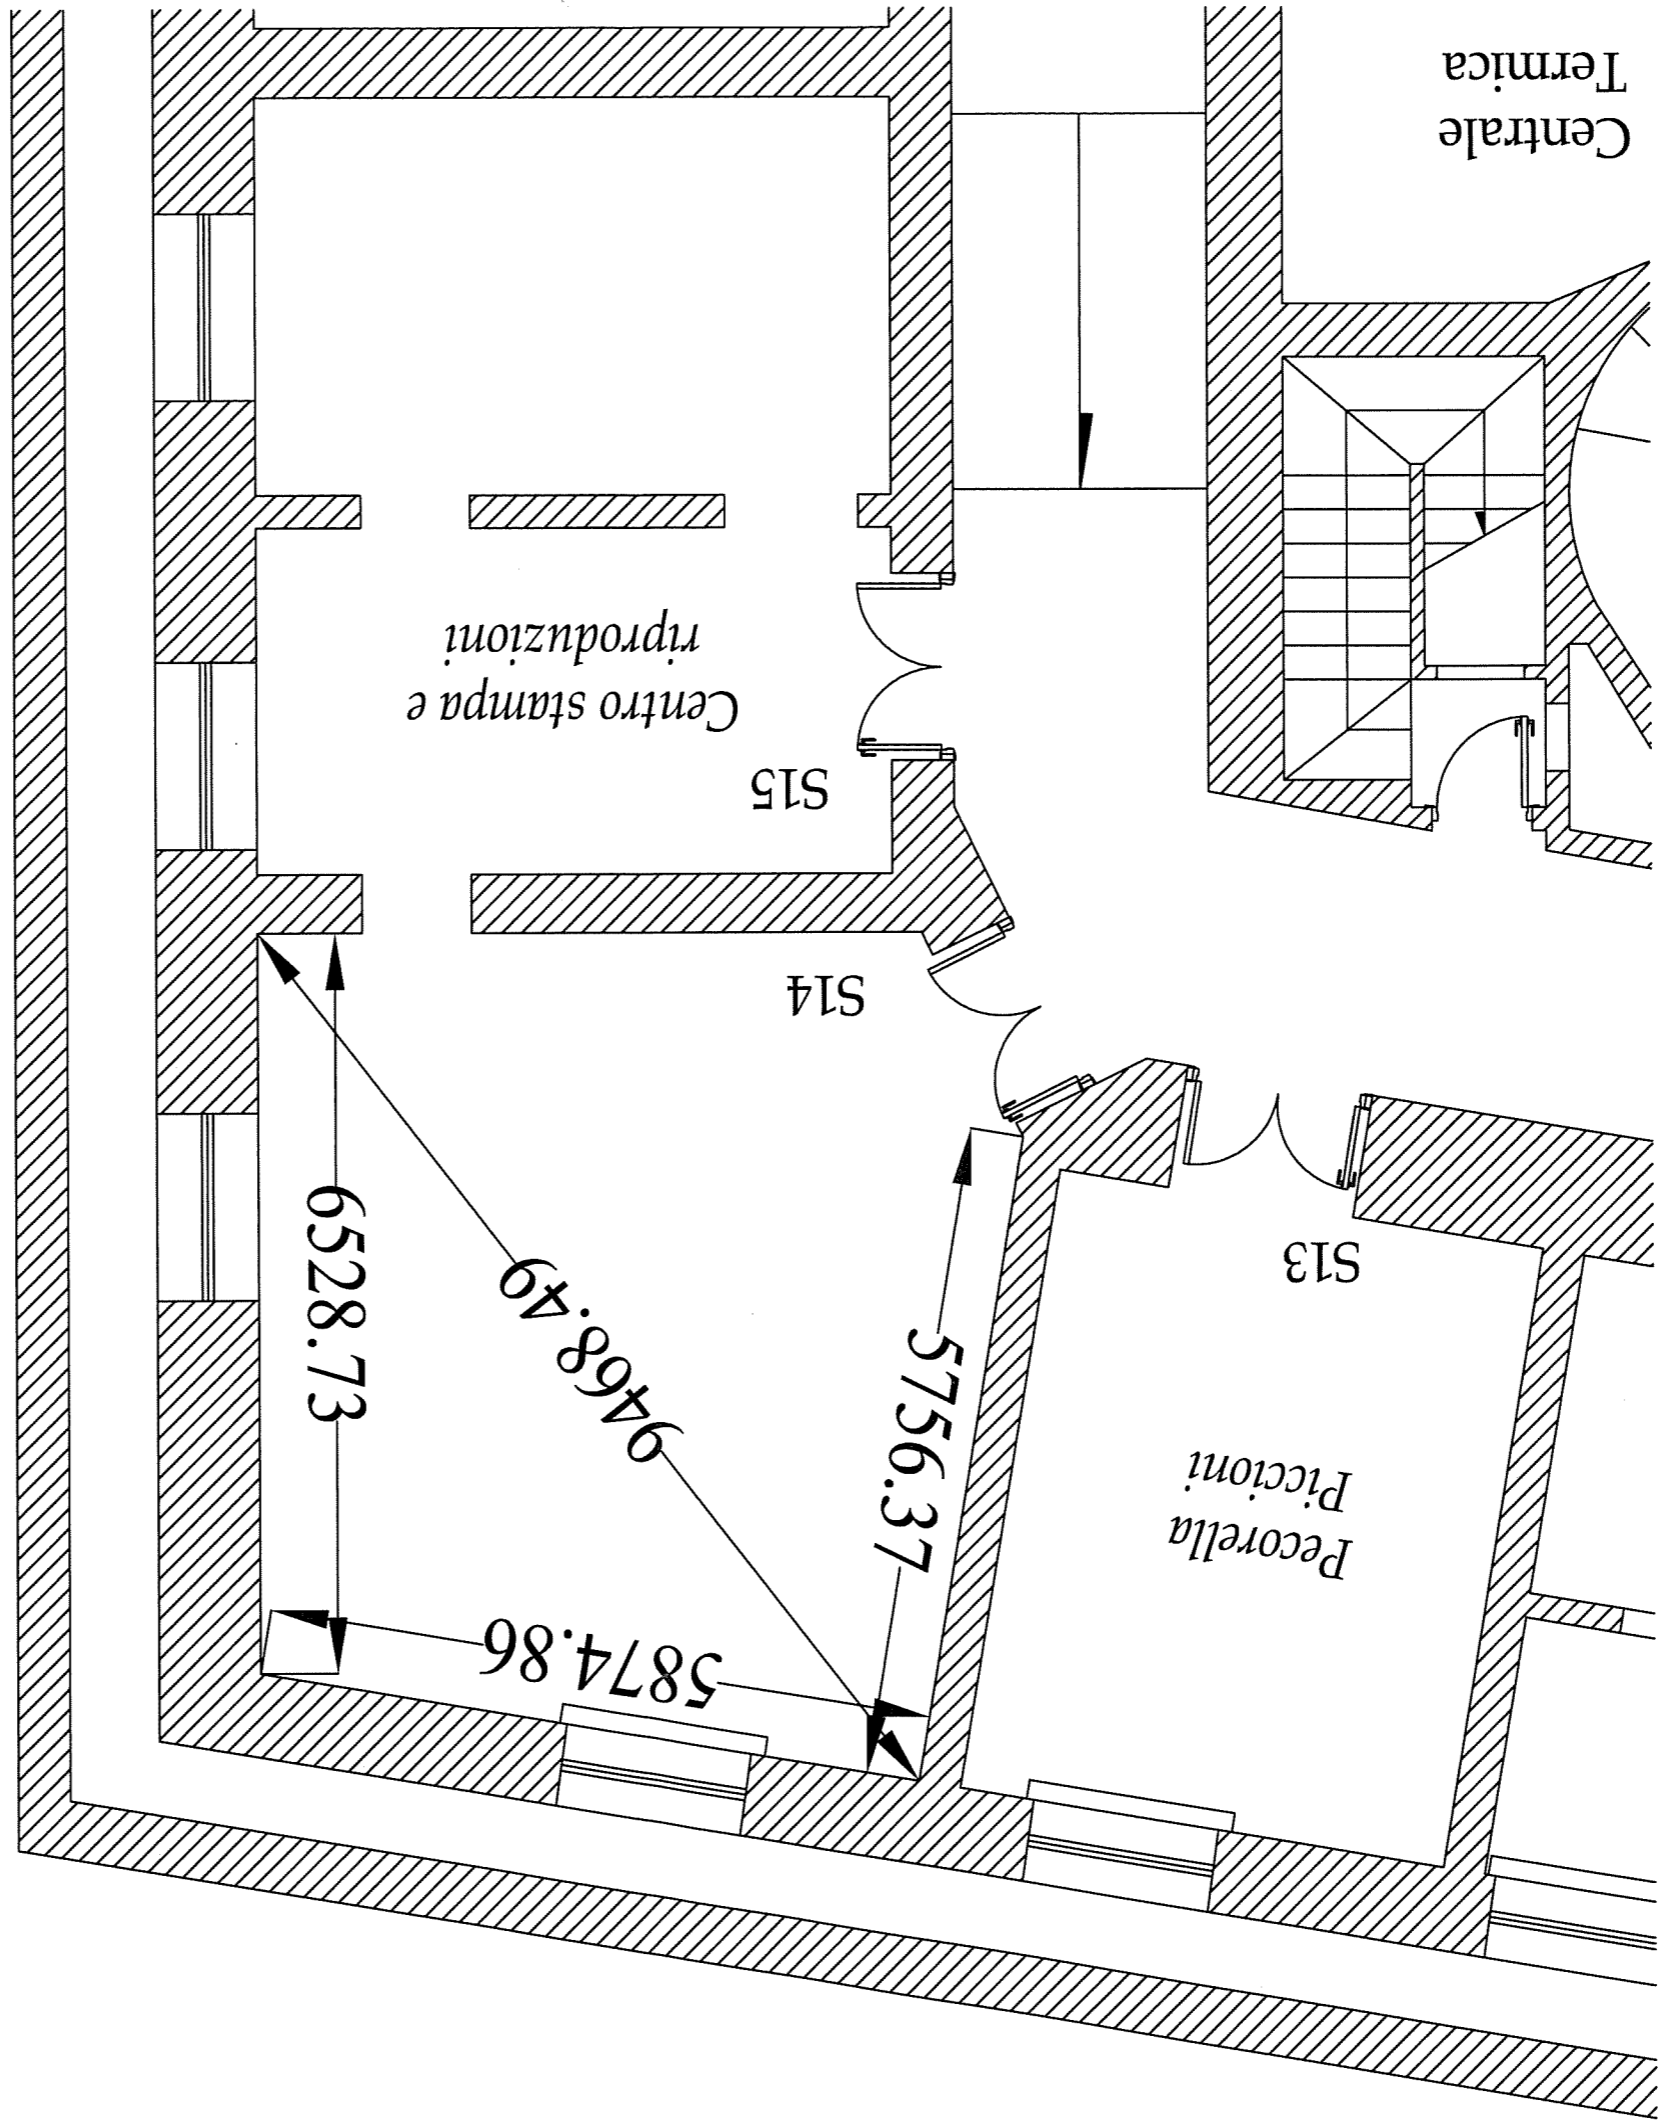 Pecorella
Piccioni
S13
5874.86
5756.37
9468.49
6528.73
S14
S15
Centro stampa e
riproduzioni
Centrale
Termica